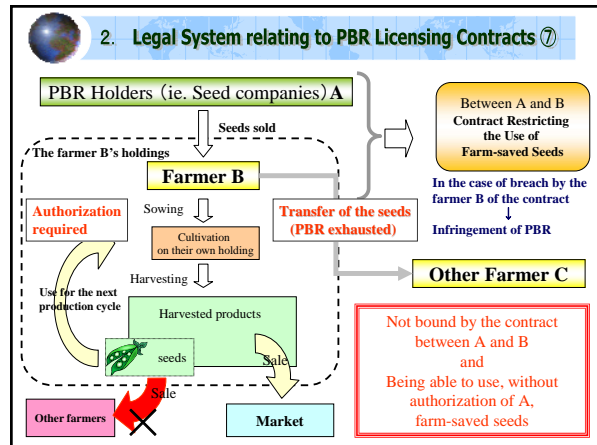 2. Legal System relating to PBR Licensing Contracts ⑦
PBR Holders (ie. Seed companies) A
Seeds sold
Between A and B
Contract Restricting
the Use of
Farm-saved Seeds
The farmer B's holdings
Farmer B
In the case of breach by the
farmer B of the contract
↓
Infringement of PBR
Authorization
required
Sowing
Transfer of the seeds
(PBR exhausted)
Cultivation
on their own holding
Other Farmer C
Harvesting
Use for the next
production cycle
Harvested products
Not bound by the contract
between A and B
and
Being able to use, without
authorization of A,
farm-saved seeds
seeds
Sale
Sale
Other farmers
Market